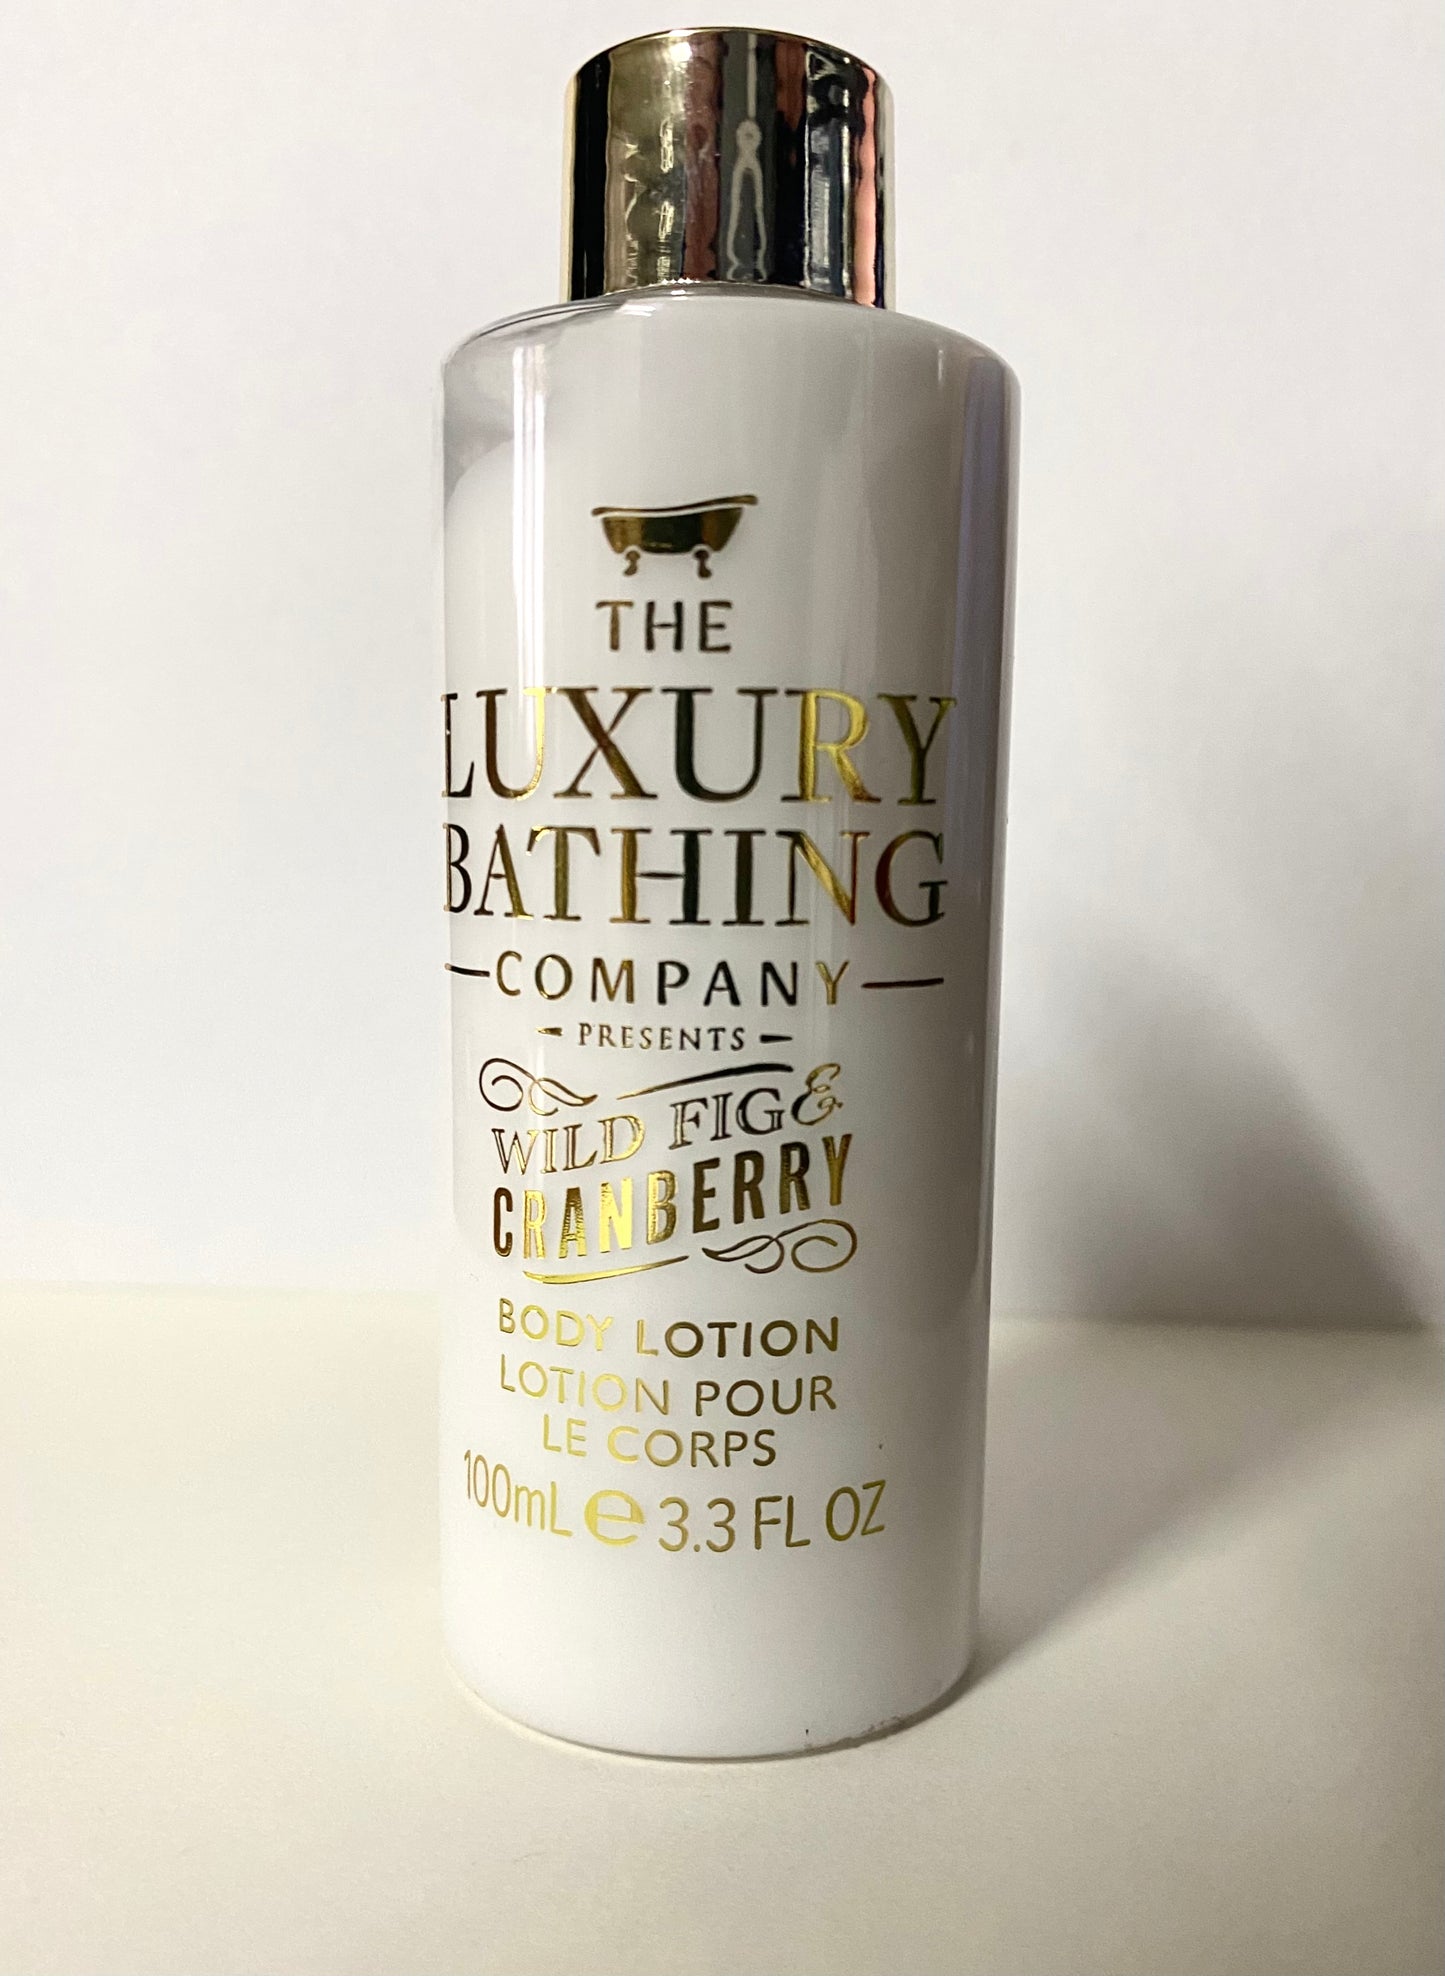 THE
LUXURY
BATHING
—COMPANY—
- PRESENTS -
WILD FIG &
CRANBERRY
BODY LOTION
LOTION POUR
LE CORPS
100mL e 3.3 FL OZ